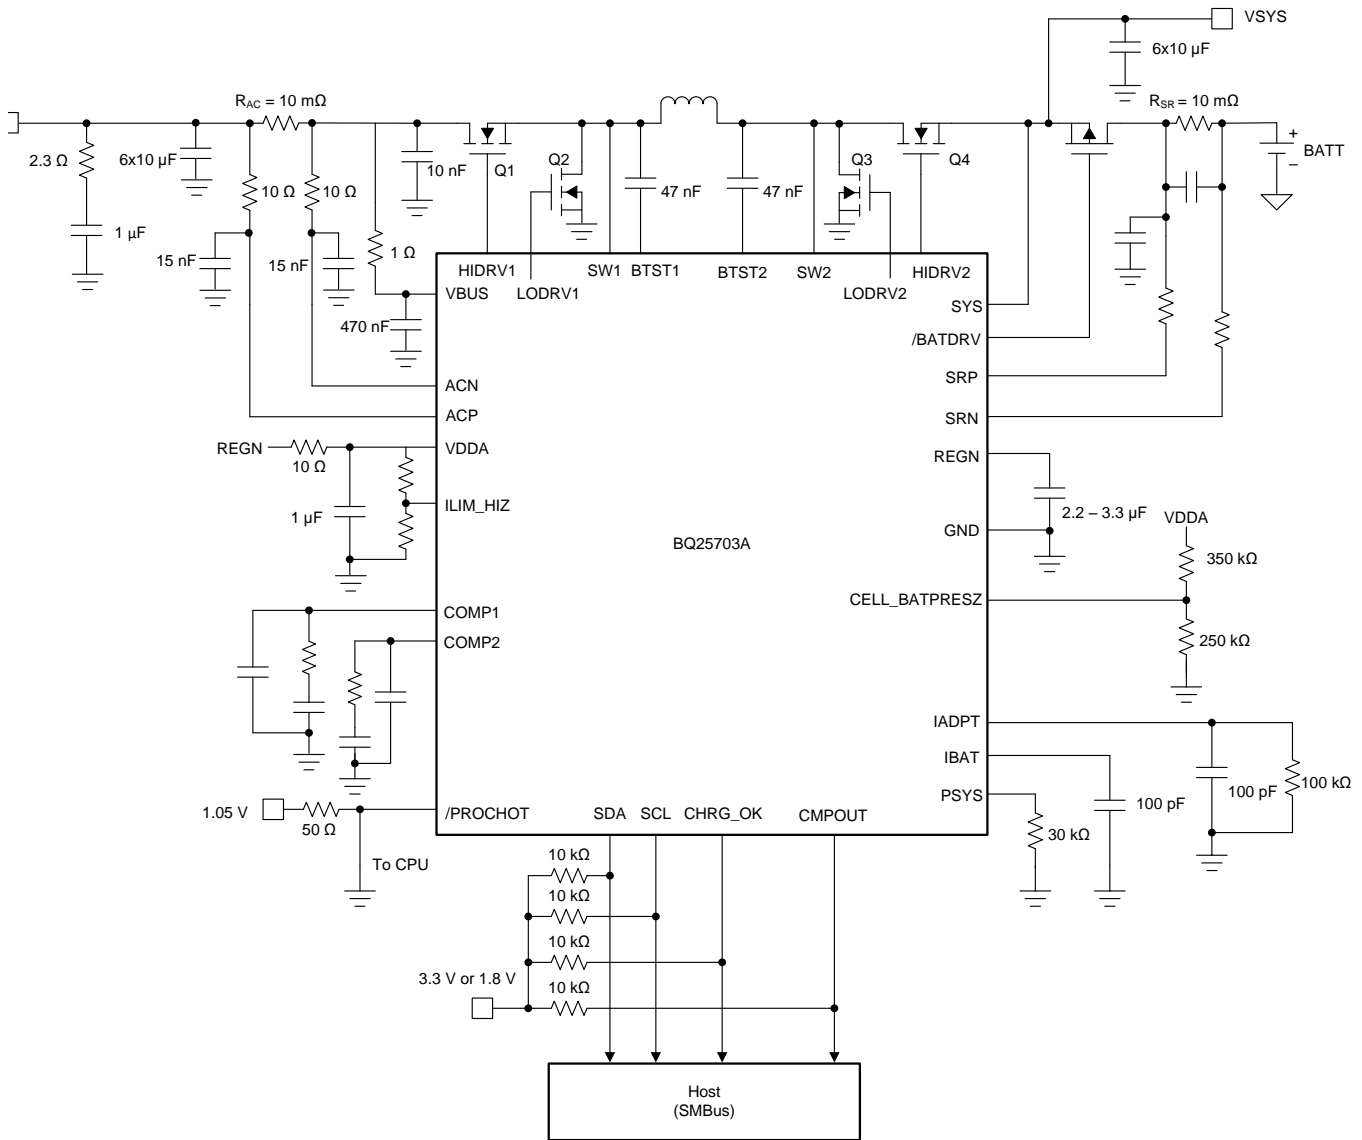 VSYS
6x10 µF
RAC = 10 mΩ
RSR = 10 mΩ
2.3 Ω
6x10 µF
10 nF
Q1
Q2
Q3
Q4
+
BATT
–
10 Ω
10 Ω
47 nF
47 nF
1 µF
15 nF
15 nF
1 Ω
HIDRV1
LODRV1
SW1
BTST1
BTST2
SW2
LODRV2
HIDRV2
VBUS
470 nF
SYS
/BATDRV
ACN
SRP
ACP
SRN
REGN
10 Ω
VDDA
REGN
1 µF
ILIM_HIZ
2.2 – 3.3 µF
GND
VDDA
BQ25703A
350 kΩ
CELL_BATPRESZ
250 kΩ
COMP1
COMP2
IADPT
IBAT
100 pF
100 kΩ
PSYS
100 pF
30 kΩ
1.05 V
50 Ω
/PROCHOT
SDA
SCL
CHRG_OK
CMPOUT
To CPU
10 kΩ
10 kΩ
10 kΩ
3.3 V or 1.8 V
10 kΩ
Host
(SMBus)